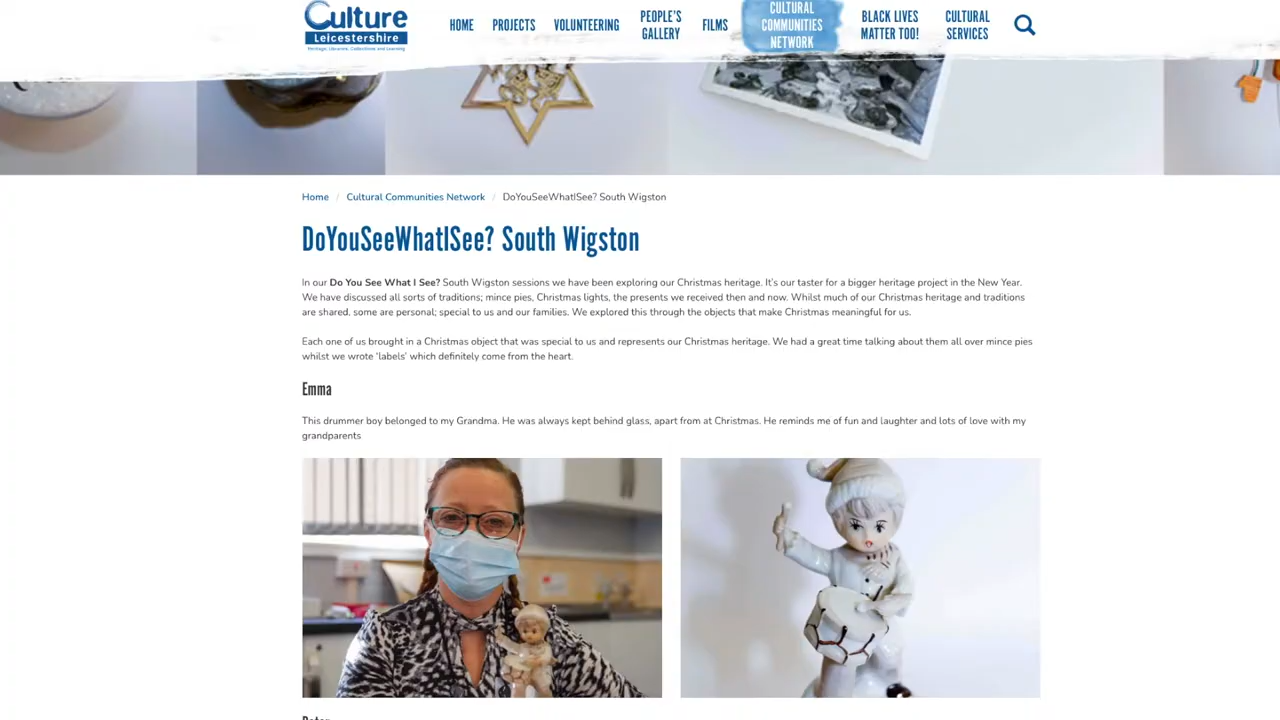 Culture
Leicestershire
Heritage, Libraries, Collections and Learning
HOME
PROJECTS
VOLUNTEERING
PEOPLE'S
GALLERY
FILMS
CULTURAL
COMMUNITIES
NETWORK
BLACK LIVES
MATTER TOO!
CULTURAL
SERVICES
Home / Cultural Communities Network / DoYouSeeWhatISee? South Wigston
DoYouSeeWhatISee? South Wigston
In our Do You See What I See? South Wigston sessions we have been exploring our Christmas heritage. It's our taster for a bigger heritage project in the New Year.
We have discussed all sorts of traditions; mince pies, Christmas lights, the presents we received then and now. Whilst much of our Christmas heritage and traditions
are shared, some are personal; special to us and our families. We explored this through the objects that make Christmas meaningful for us.
Each one of us brought in a Christmas object that was special to us and represents our Christmas heritage. We had a great time talking about them all over mince pies
whilst we wrote 'labels' which definitely come from the heart.
Emma
This drummer boy belonged to my Grandma. He was always kept behind glass, apart from at Christmas. He reminds me of fun and laughter and lots of love with my
grandparents